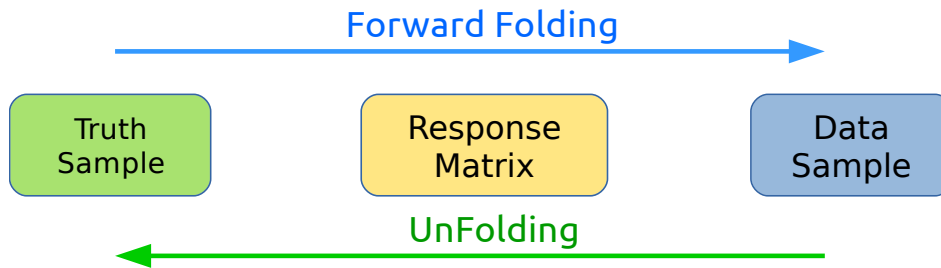 Forward Folding
Truth
Sample
Response
Matrix
Data
Sample
UnFolding